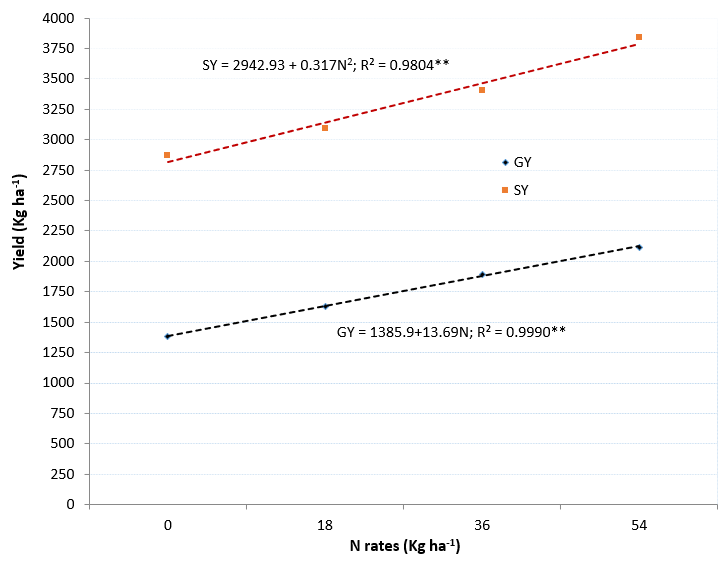 4000
3750
3500
3250
3000
2750
2500
2250
2000
1750
1500
1250
1000
750
500
250
0
Yield (Kg ha⁻¹)
SY = 2942.93 + 0.317N²; R² = 0.9804**
GY
SY
GY = 1385.9+13.69N; R² = 0.9990**
0 18 36 54
N rates (Kg ha⁻¹)